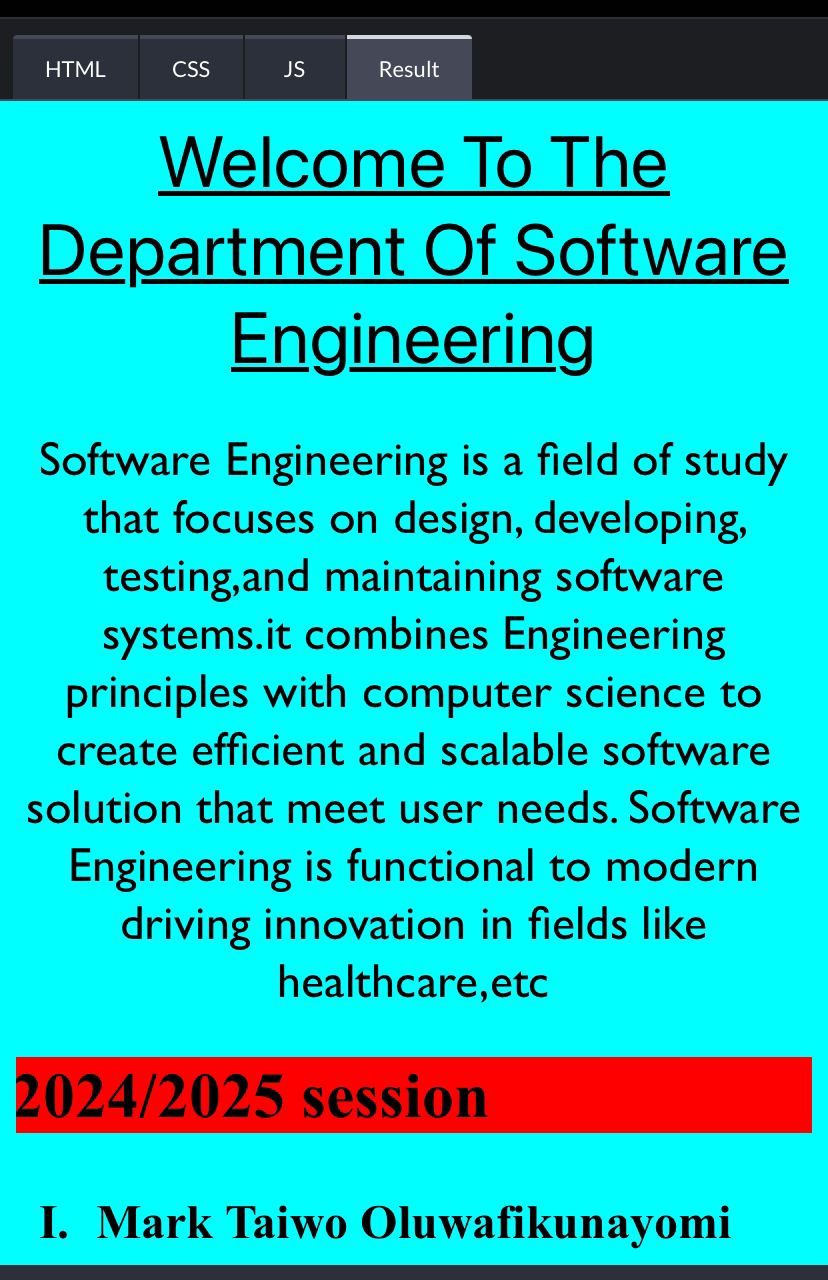 HTML CSS JS Result
Welcome To The
Department Of Software
Engineering
Software Engineering is a field of study
that focuses on design, developing,
testing,and maintaining software
systems.it combines Engineering
principles with computer science to
create efficient and scalable software
solution that meet user needs. Software
Engineering is functional to modern
driving innovation in fields like
healthcare,etc
2024/2025 session
I. Mark Taiwo Oluwafikunayomi